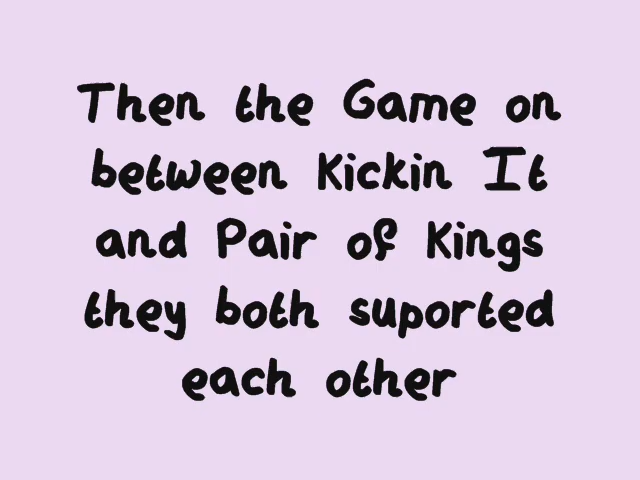 Then the Game on
between Kickin It
and Pair of Kings
they both suported
each other